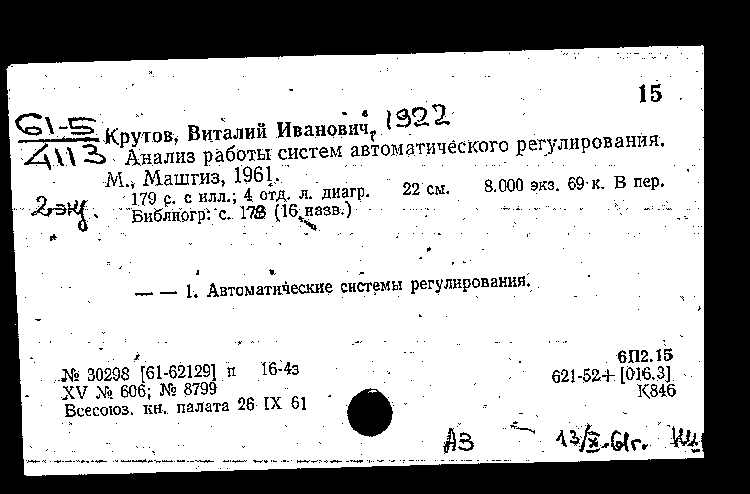 15
61-5 Крутов, Виталий Иванович, 1922
4113 Анализ работы систем автоматического регулирования.
М., Машгиз, 1961.
179 с. с илл.; 4 отд. л. диагр. 22 см. 8.000 экз. 69 к. В пер.
2 экз. Библиогр: с. 178 (16 назв.)
— — 1. Автоматические системы регулирования.
6П2.15
№ 30298 [61-62129] п 16-4з 621-52+[016.3]
XV № 606; № 8799 К846
Всесоюз. кн. палата 26 IX 61
АЗ 13/X-61г.